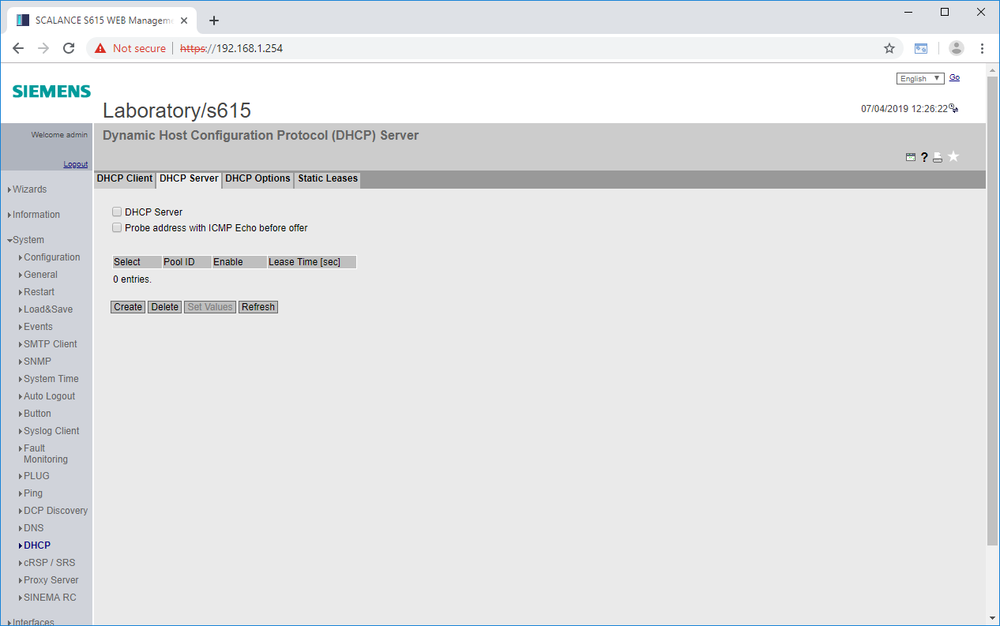 SCALANCE S615 WEB Manageme
Not secure
https://192.168.1.254
English
Go
SIEMENS
Laboratory/s615
07/04/2019 12:26:22
Welcome admin
Dynamic Host Configuration Protocol (DHCP) Server
Logout
DHCP Client DHCP Server DHCP Options Static Leases
Wizards
Information
System
Configuration
General
Restart
Load&Save
Events
SMTP Client
SNMP
System Time
Auto Logout
Button
Syslog Client
Fault
Monitoring
PLUG
Ping
DCP Discovery
DNS
DHCP
cRSP / SRS
Proxy Server
SINEMA RC
Interfaces
DHCP Server
Probe address with ICMP Echo before offer
Select Pool ID Enable Lease Time [sec]
0 entries.
Create Delete Set Values Refresh